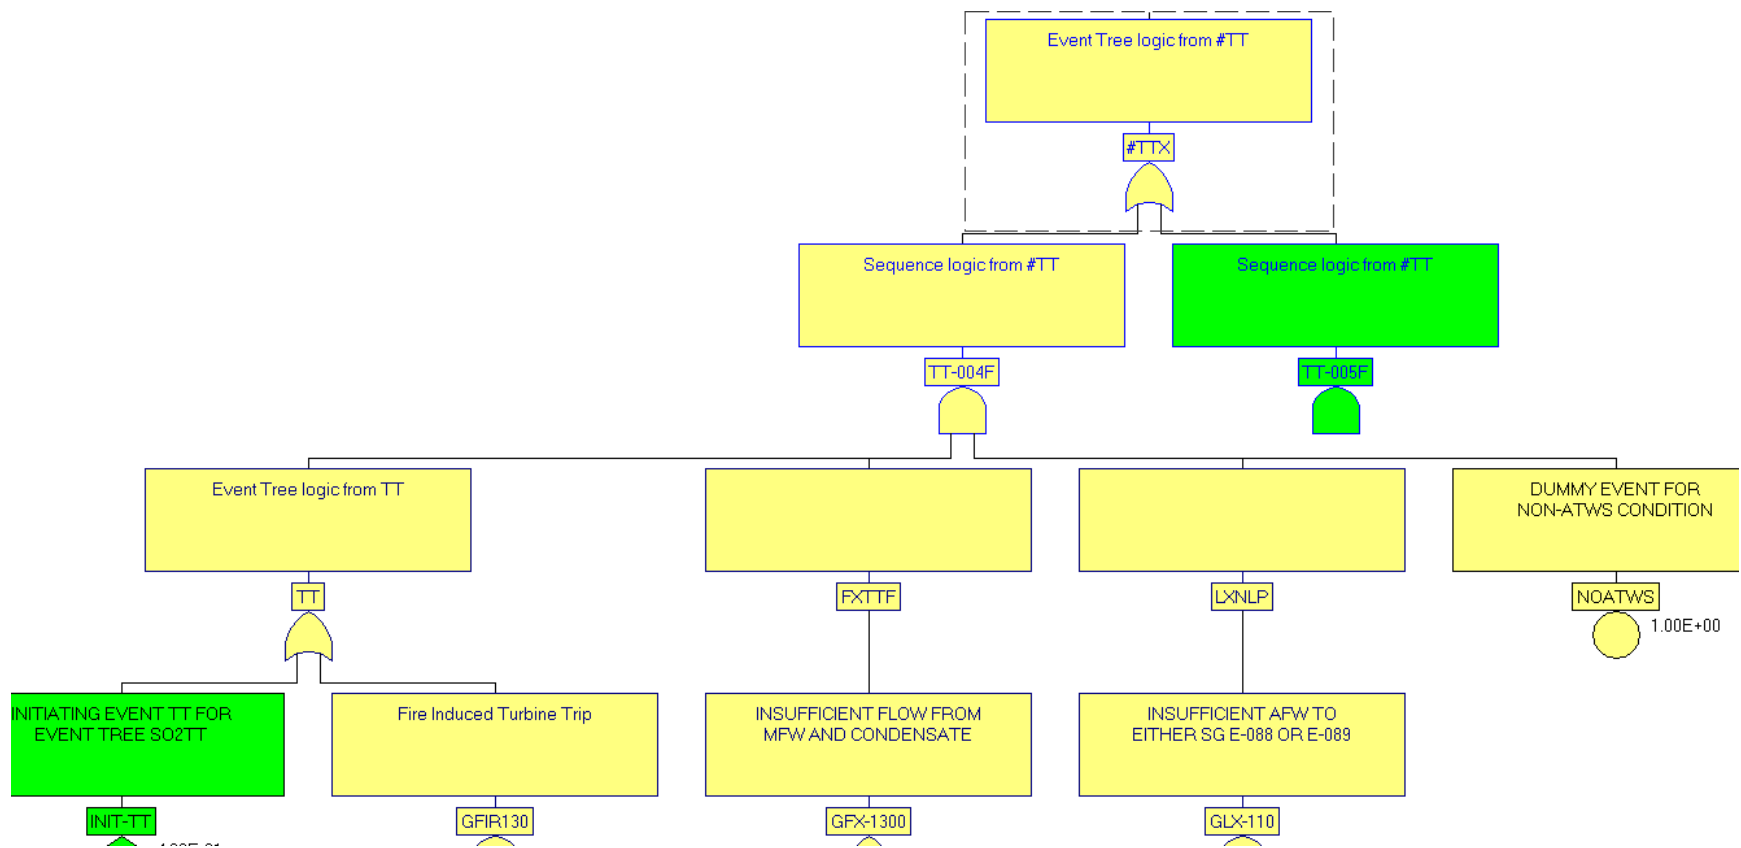 Event Tree logic from #TT
#TTX
Sequence logic from #TT
Sequence logic from #TT
TT-004F
TT-005F
Event Tree logic from TT
DUMMY EVENT FOR
NON-ATWS CONDITION
TT
FXTTF
LXNLP
NOATWS
1.00E+00
INITIATING EVENT TT FOR
EVENT TREE SO2TT
Fire Induced Turbine Trip
INSUFFICIENT FLOW FROM
MFW AND CONDENSATE
INSUFFICIENT AFW TO
EITHER SG E-088 OR E-089
INIT-TT
GFIR130
GFX-1300
GLX-110